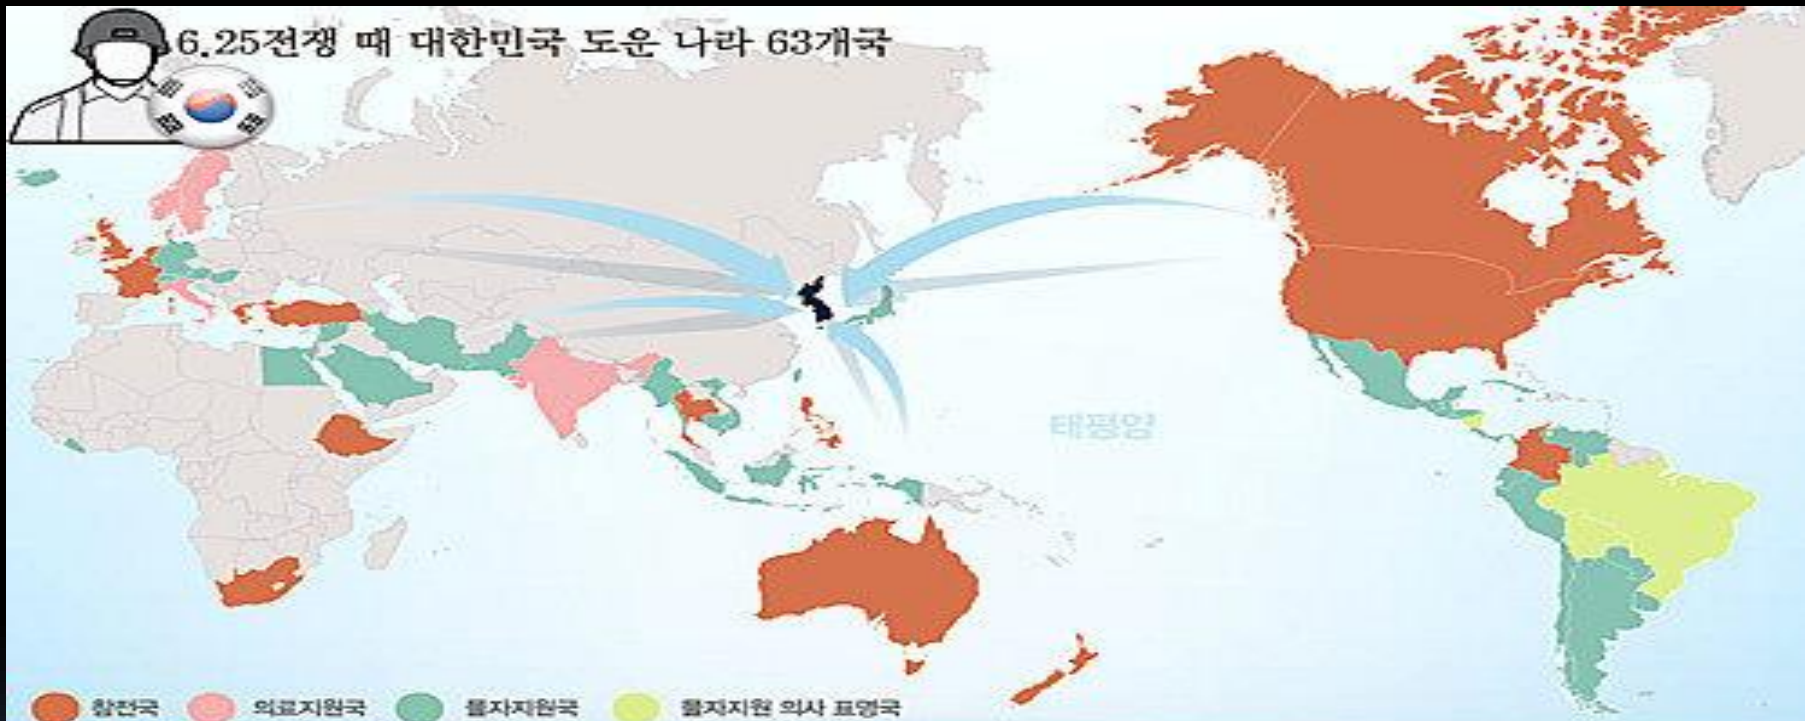 6.25전쟁 때 대한민국 도운 나라 63개국
태평양
참전국
의료지원국
물자지원국
물자지원 의사 표명국